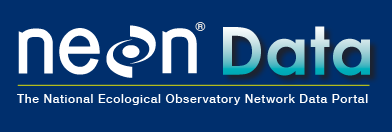 neon® Data
The National Ecological Observatory Network Data Portal